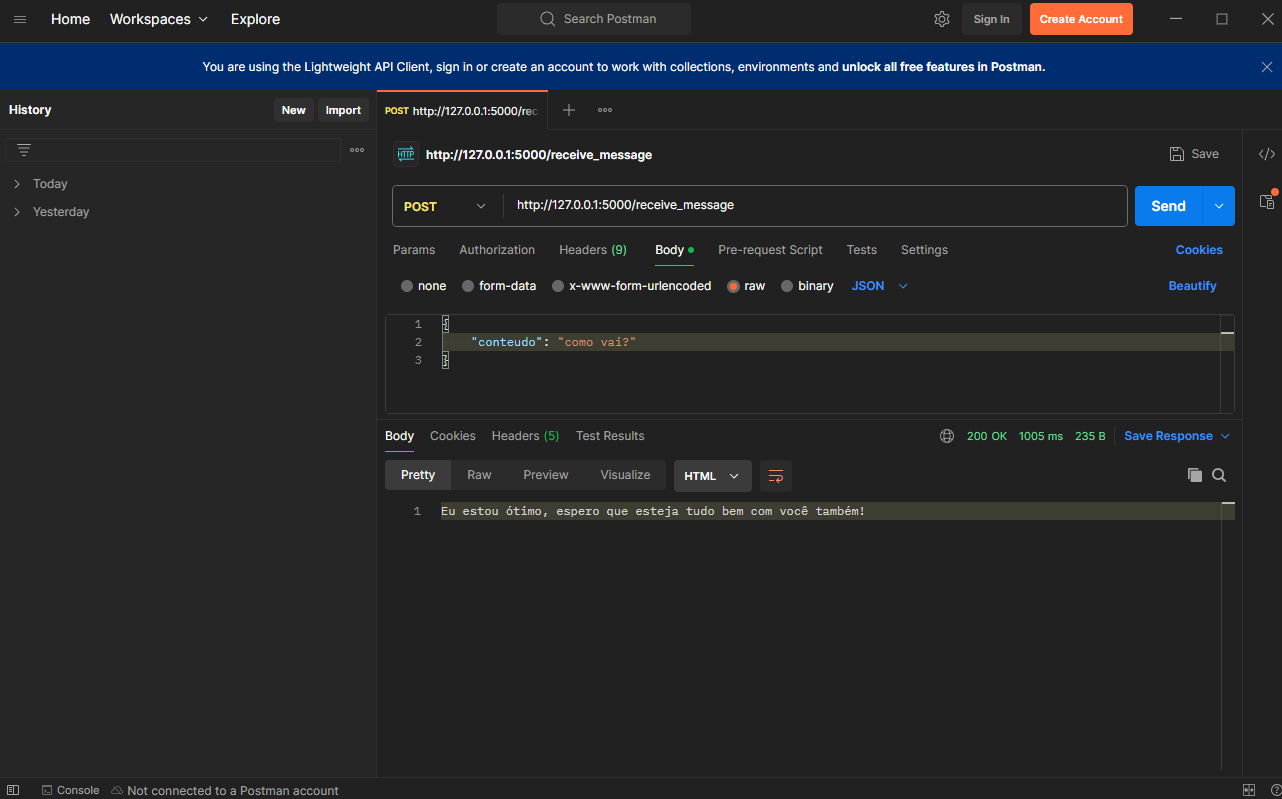 Home Workspaces Explore Search Postman Sign In Create Account
You are using the Lightweight API Client, sign in or create an account to work with collections, environments and unlock all free features in Postman.
History New Import
Today
Yesterday
POST http://127.0.0.1:5000/rec
HTTP http://127.0.0.1:5000/receive_message Save
POST http://127.0.0.1:5000/receive_message Send
Params Authorization Headers (9) Body Pre-request Script Tests Settings Cookies
none form-data x-www-form-urlencoded raw binary JSON Beautify
1 {
2 "conteudo": "como vai?"
3 }
Body Cookies Headers (5) Test Results 200 OK 1005 ms 235 B Save Response
Pretty Raw Preview Visualize HTML
1 Eu estou ótimo, espero que esteja tudo bem com você também!
Console Not connected to a Postman account